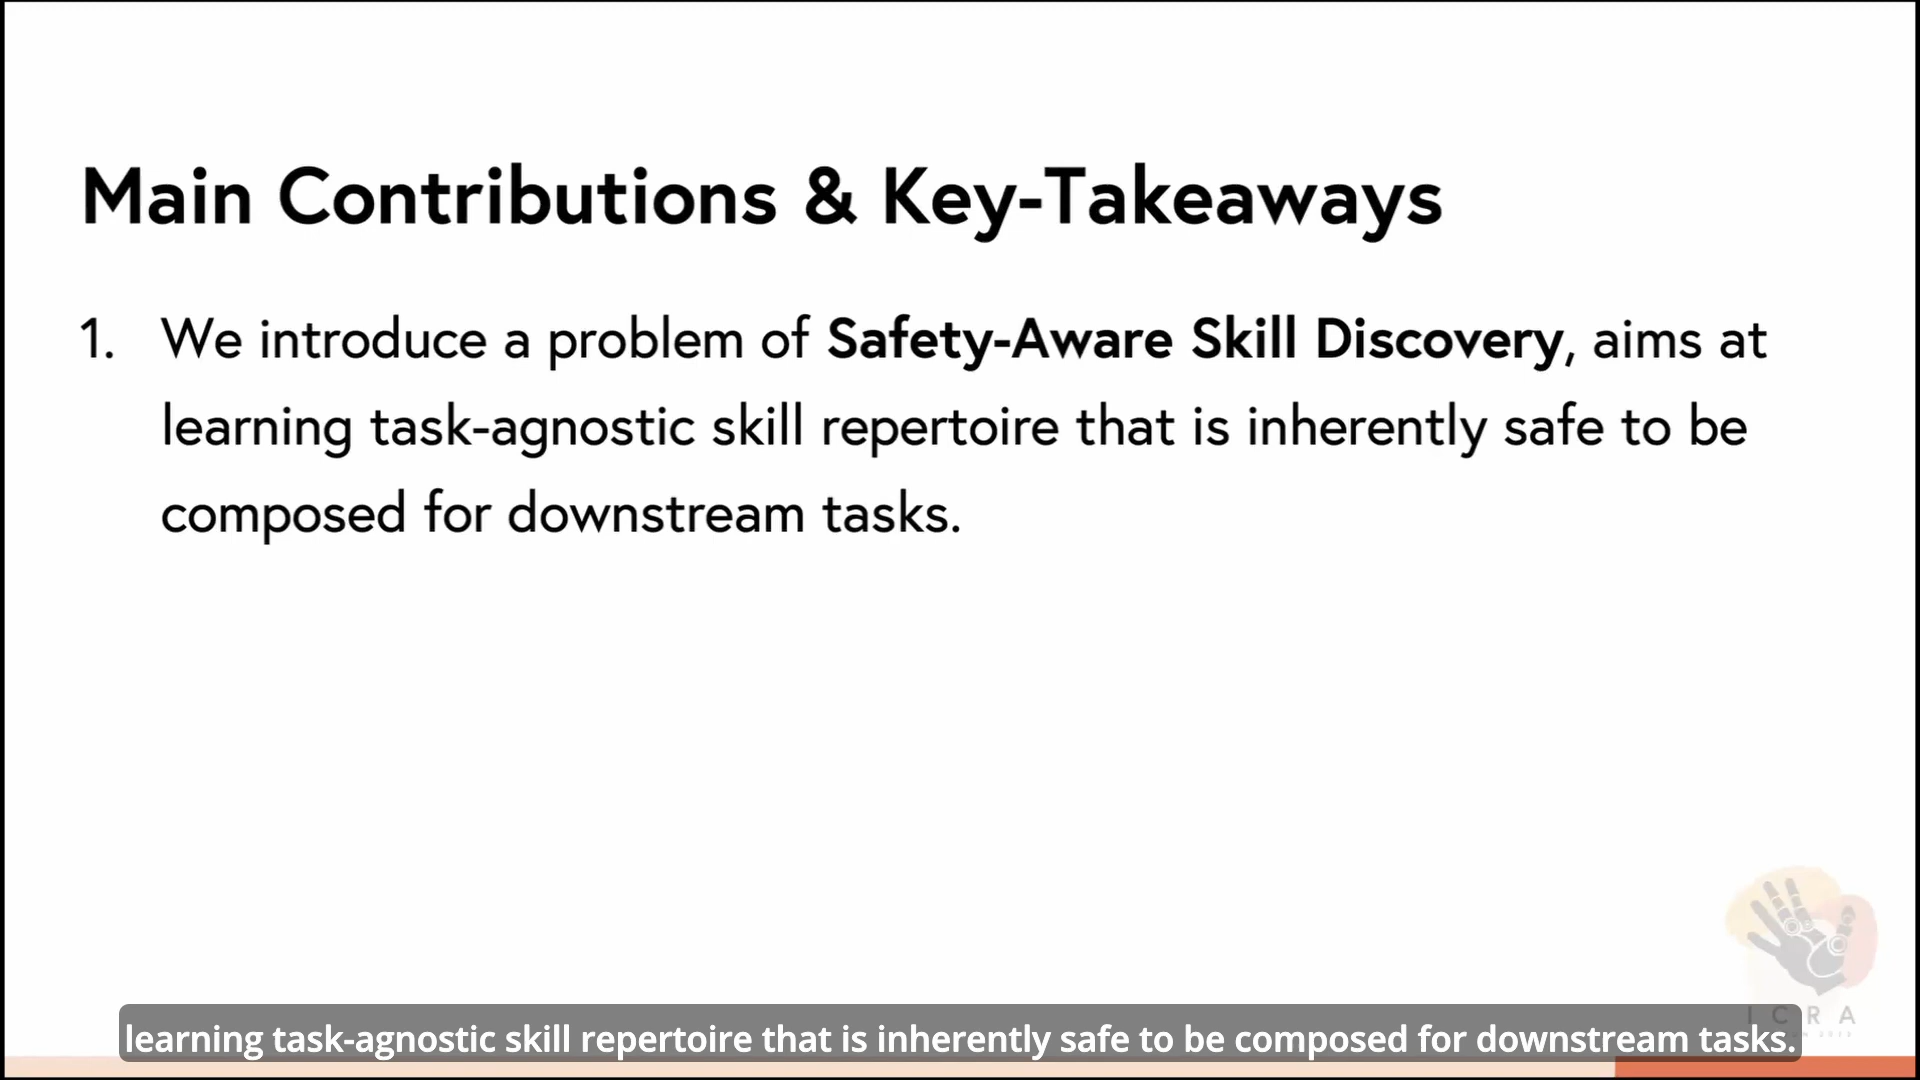 Main Contributions & Key-Takeaways
1. We introduce a problem of Safety-Aware Skill Discovery, aims at
learning task-agnostic skill repertoire that is inherently safe to be
composed for downstream tasks.
ICRA
learning task-agnostic skill repertoire that is inherently safe to be composed for downstream tasks.